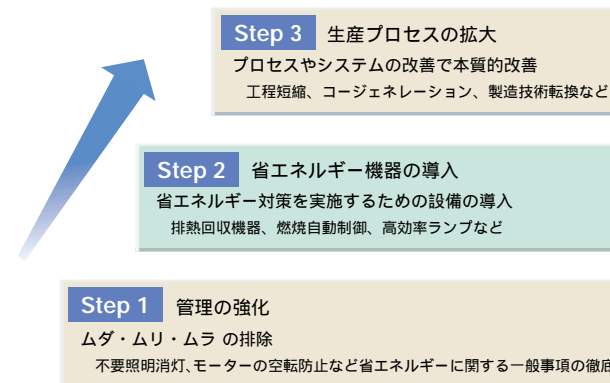 Step 3 生産プロセスの拡大
プロセスやシステムの改善で本質的改善
工程短縮、コージェネレーション、製造技術転換など
Step 2 省エネルギー機器の導入
省エネルギー対策を実施するための設備の導入
排熱回収機器、燃焼自動制御、高効率ランプなど
Step 1 管理の強化
ムダ・ムリ・ムラ の排除
不要照明消灯、モーターの空転防止など省エネルギーに関する一般事項の徹底